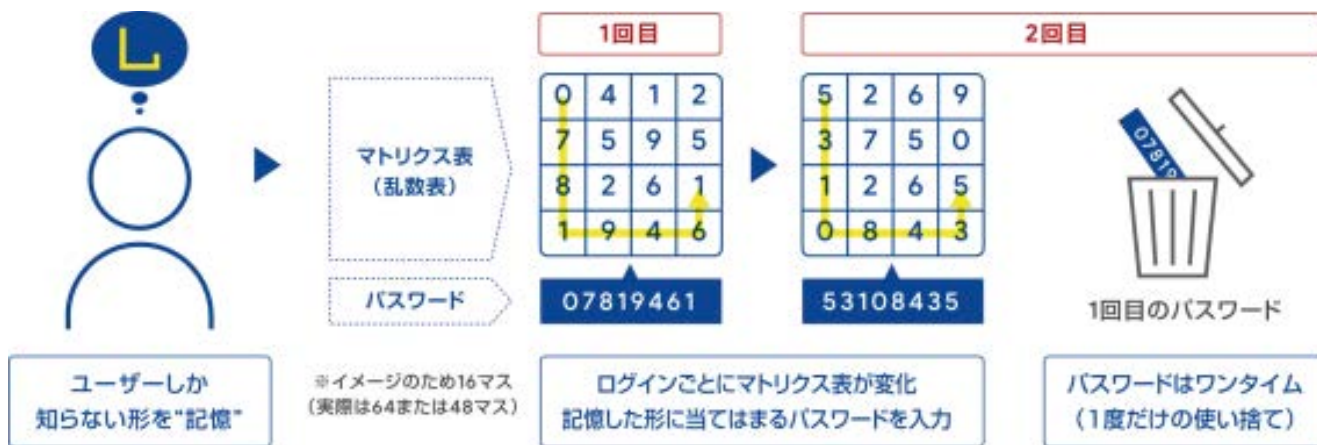 し
1回目
2回目
マトリクス表
(乱数表)
0 4 1 2
7 5 9 5
8 2 6 1
1 9 4 6
5 2 6 9
3 7 5 0
1 2 6 5
0 8 4 3
07819
パスワード
07819461
53108435
1回目のパスワード
ユーザーしか
知らない形を"記憶"
※イメージのため16マス
(実際は64または48マス)
ログインごとにマトリクス表が変化
記憶した形に当てはまるパスワードを入力
パスワードはワンタイム
(1度だけの使い捨て)